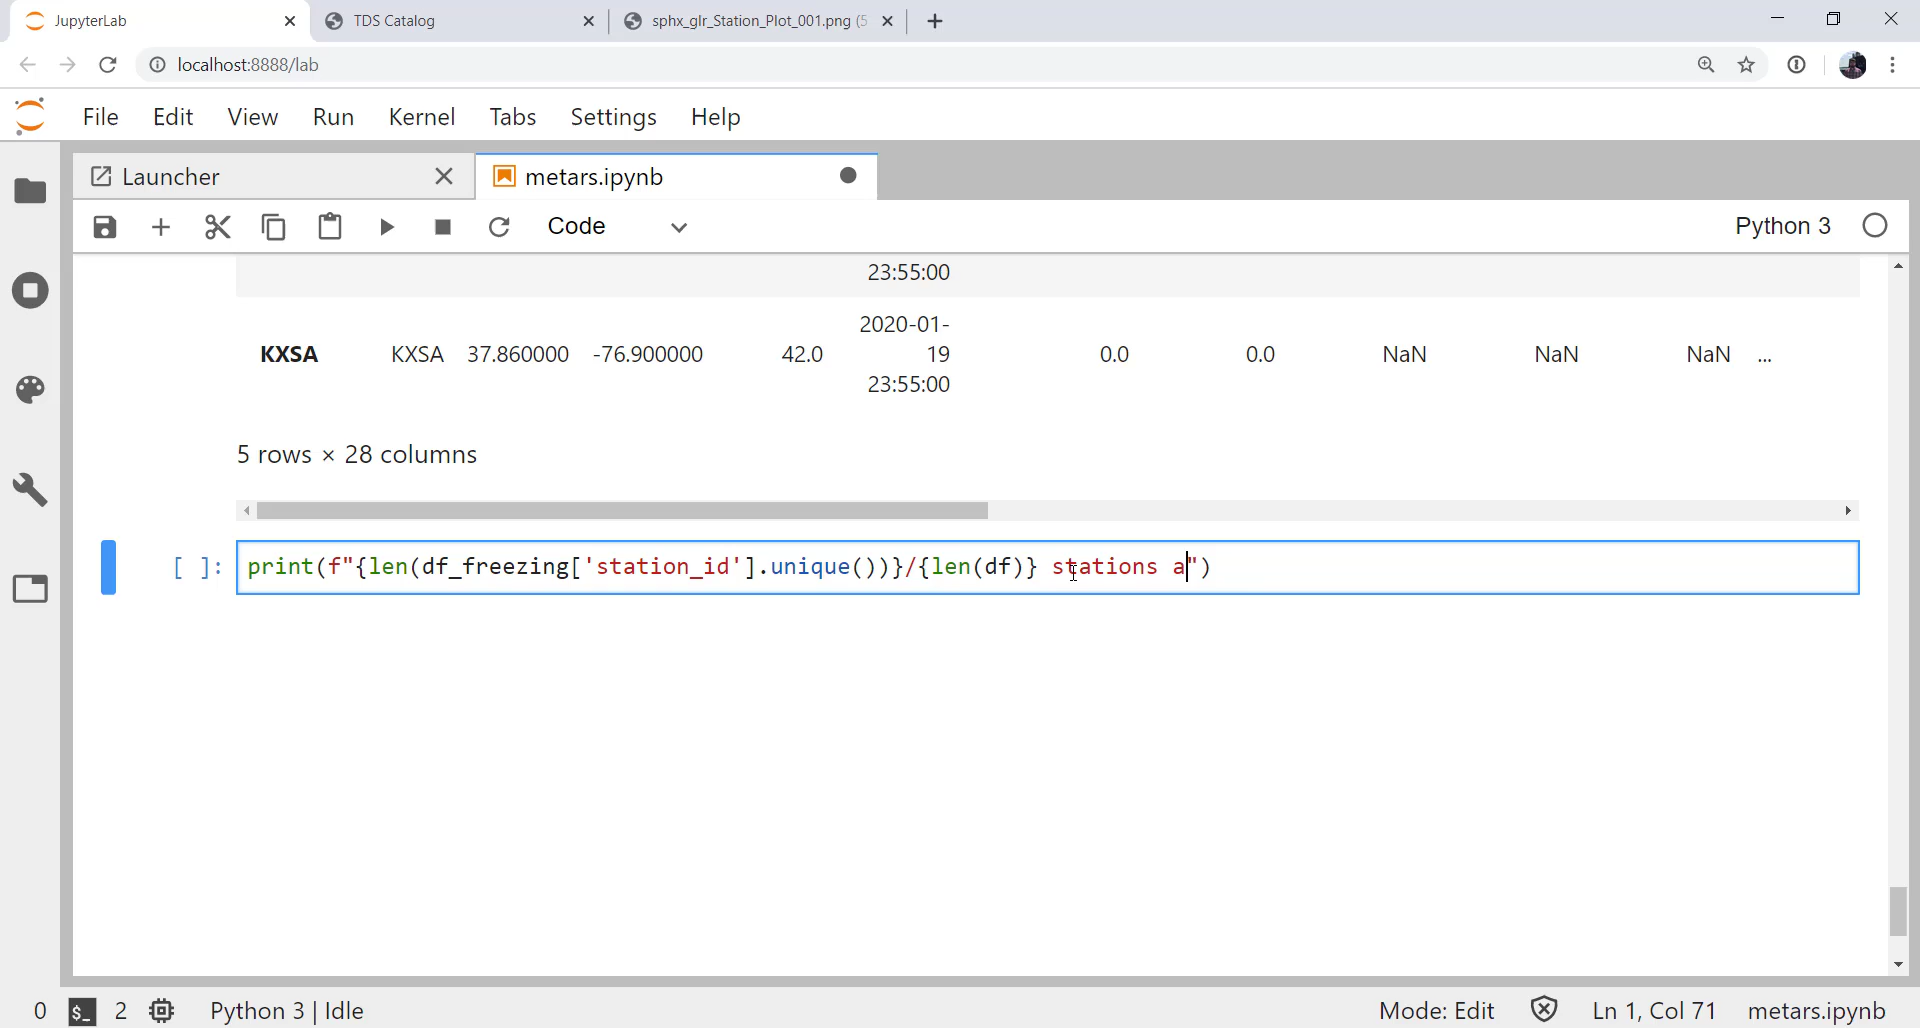 JupyterLab
TDS Catalog
sphx_glr_Station_Plot_001.png (5
localhost:8888/lab
File Edit View Run Kernel Tabs Settings Help
Launcher
metars.ipynb
Code
Python 3
23:55:00
KXSA KXSA 37.860000 -76.900000 42.0 2020-01-19 23:55:00 0.0 0.0 NaN NaN NaN ...
5 rows × 28 columns
[ ]: print(f"{len(df_freezing['station_id'].unique())}/{len(df)} stations a")
0 $_ 2 Python 3 | Idle Mode: Edit Ln 1, Col 71 metars.ipynb